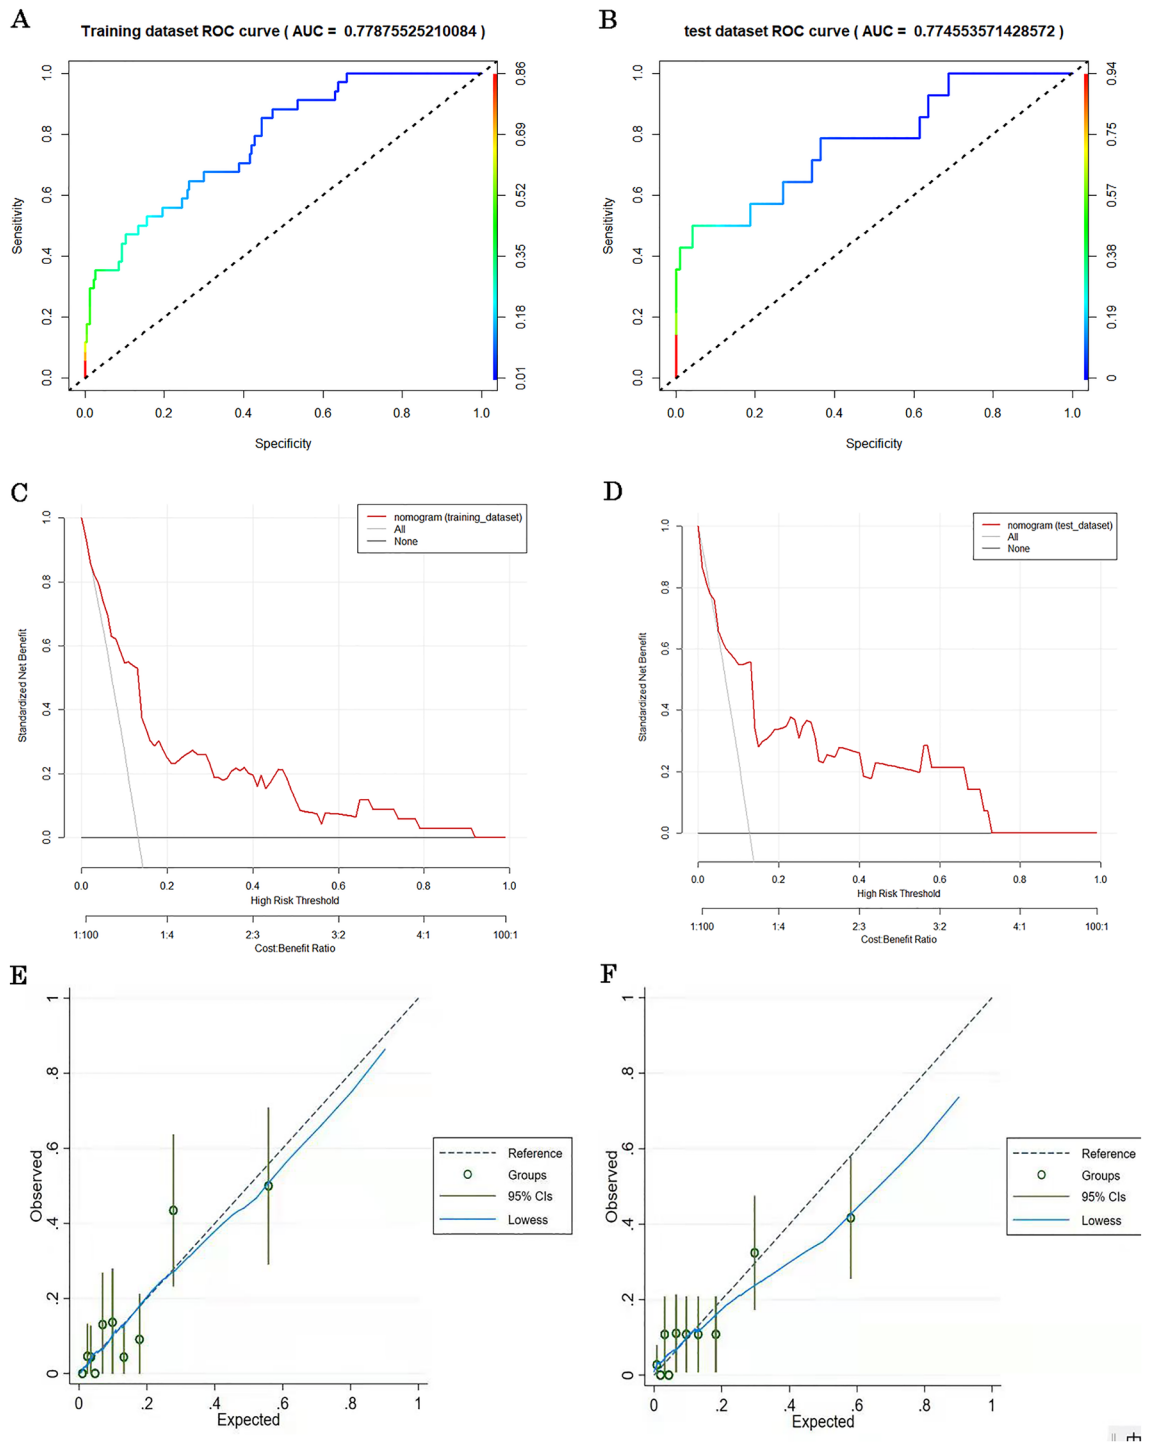 A
Training dataset ROC curve ( AUC = 0.77875525210084 )
Sensitivity
1.0
0.8
0.6
0.4
0.2
0.0
0.0 0.2 0.4 0.6 0.8 1.0
Specificity
0.86
0.69
0.52
0.35
0.18
0.01
B
test dataset ROC curve ( AUC = 0.774553571428572 )
Sensitivity
1.0
0.8
0.6
0.4
0.2
0.0
0.0 0.2 0.4 0.6 0.8 1.0
Specificity
0.94
0.75
0.57
0.38
0.19
0
C
nomogram (training_dataset)
All
None
Standardized Net Benefit
1.0
0.8
0.6
0.4
0.2
0.0
0.0 0.2 0.4 0.6 0.8 1.0
High Risk Threshold
1:100 1:4 2:3 3:2 4:1 100:1
Cost:Benefit Ratio
D
nomogram (test_dataset)
All
None
Standardized Net Benefit
1.0
0.8
0.6
0.4
0.2
0.0
0.0 0.2 0.4 0.6 0.8 1.0
High Risk Threshold
1:100 1:4 2:3 3:2 4:1 100:1
Cost:Benefit Ratio
E
Observed
1
.8
.6
.4
.2
0
0 .2 .4 .6 .8 1
Expected
Reference
Groups
95% CIs
Lowess
F
Observed
1
.8
.6
.4
.2
0
0 .2 .4 .6 .8 1
Expected
Reference
Groups
95% CIs
Lowess